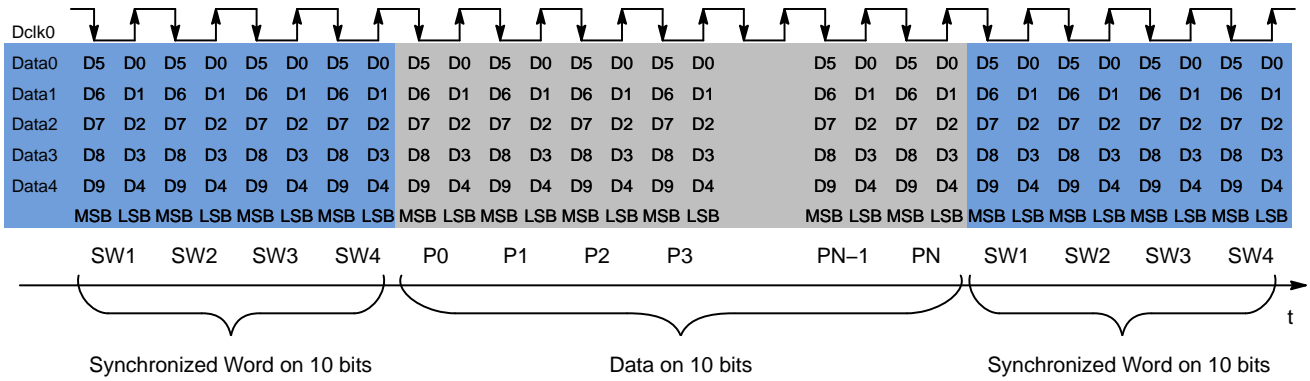 Dclk0
Data0 D5 D0 D5 D0 D5 D0 D5 D0 D5 D0 D5 D0 D5 D0 D5 D0 D5 D0 D5 D0 D5 D0 D5 D0 D5 D0 D5 D0
Data1 D6 D1 D6 D1 D6 D1 D6 D1 D6 D1 D6 D1 D6 D1 D6 D1 D6 D1 D6 D1 D6 D1 D6 D1 D6 D1 D6 D1
Data2 D7 D2 D7 D2 D7 D2 D7 D2 D7 D2 D7 D2 D7 D2 D7 D2 D7 D2 D7 D2 D7 D2 D7 D2 D7 D2 D7 D2
Data3 D8 D3 D8 D3 D8 D3 D8 D3 D8 D3 D8 D3 D8 D3 D8 D3 D8 D3 D8 D3 D8 D3 D8 D3 D8 D3 D8 D3
Data4 D9 D4 D9 D4 D9 D4 D9 D4 D9 D4 D9 D4 D9 D4 D9 D4 D9 D4 D9 D4 D9 D4 D9 D4 D9 D4 D9 D4
MSB LSB MSB LSB MSB LSB MSB LSB MSB LSB MSB LSB MSB LSB MSB LSB MSB LSB MSB LSB MSB LSB MSB LSB MSB LSB MSB LSB
SW1 SW2 SW3 SW4 P0 P1 P2 P3 PN–1 PN SW1 SW2 SW3 SW4
t
Synchronized Word on 10 bits Data on 10 bits Synchronized Word on 10 bits